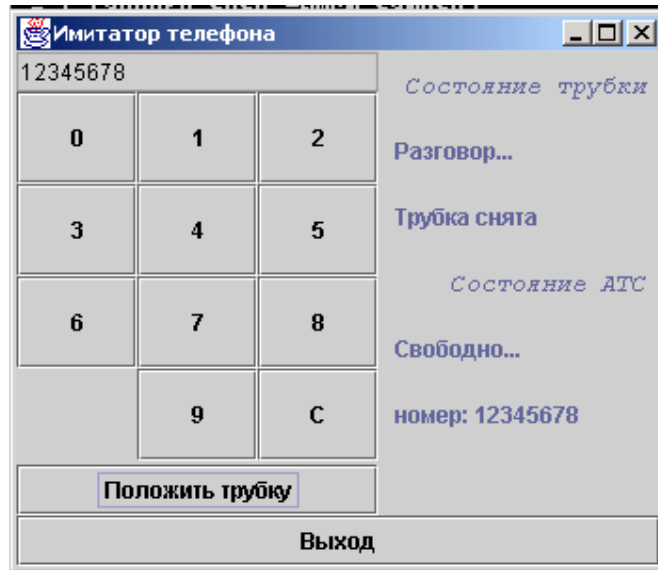 Имитатор телефона
12345678
Состояние трубки
0 1 2
Разговор...
3 4 5
Трубка снята
Состояние АТС
6 7 8
Свободно...
9 C
номер: 12345678
Положить трубку
Выход